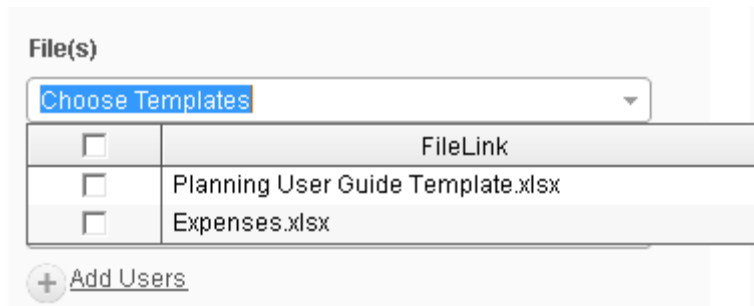 File(s)
Choose Templates
FileLink
Planning User Guide Template.xlsx
Expenses.xlsx
Add Users